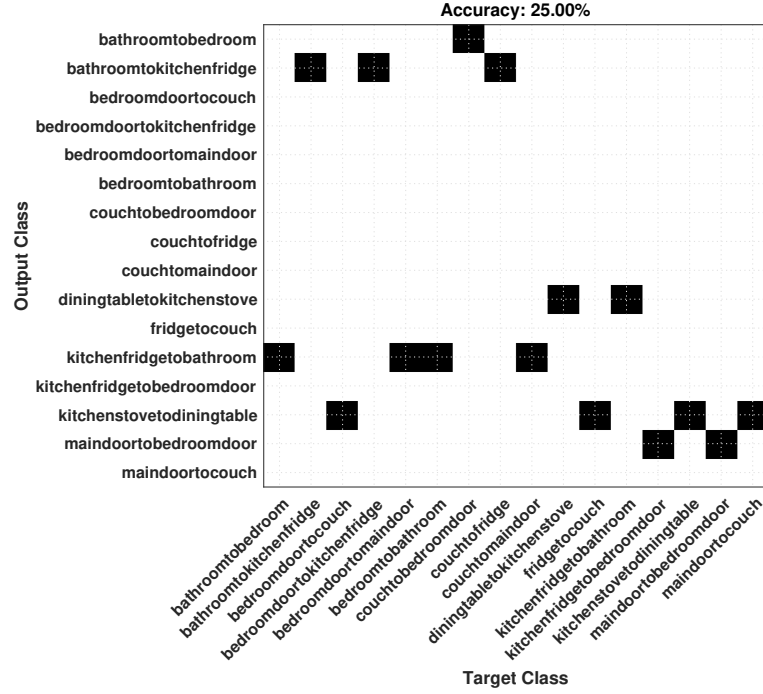 Accuracy: 25.00%
Output Class
bathroomtobedroom
bathroomtokitchenfridge
bedroomdoortocouch
bedroomdoortokitchenfridge
bedroomdoortomaindoor
bedroomtobathroom
couchtobedroomdoor
couchtofridge
couchtomaindoor
diningtabletokitchenstove
fridgetocouch
kitchenfridgetobathroom
kitchenfridgetobedroomdoor
kitchenstovetodiningtable
maindoortobedroomdoor
maindoortocouch
bathroomtobedroom
bathroomtokitchenfridge
bedroomdoortocouch
bedroomdoortokitchenfridge
bedroomdoortomaindoor
bedroomtobathroom
couchtobedroomdoor
couchtofridge
couchtomaindoor
diningtabletokitchenstove
fridgetocouch
kitchenfridgetobathroom
kitchenfridgetobedroomdoor
kitchenstovetodiningtable
maindoortobedroomdoor
maindoortocouch
Target Class